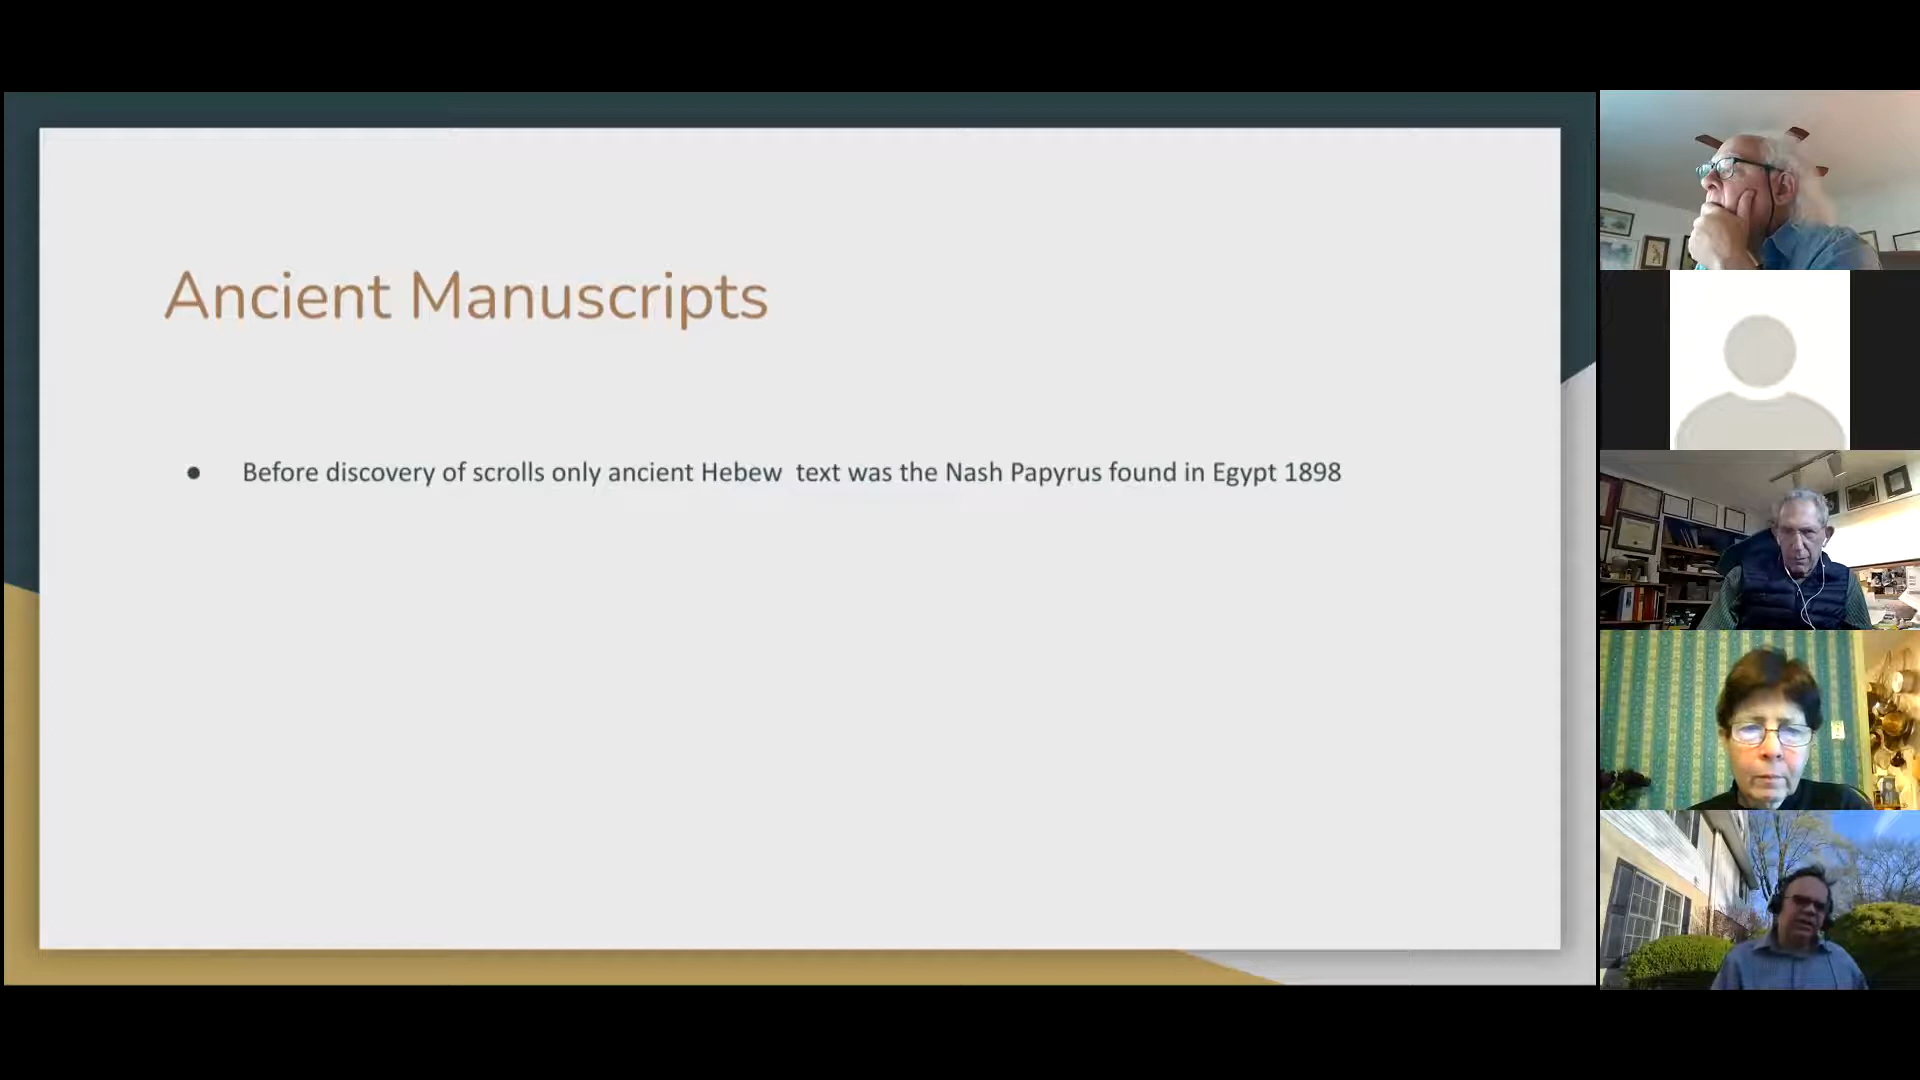 Ancient Manuscripts
● Before discovery of scrolls only ancient Hebew  text was the Nash Papyrus found in Egypt 1898